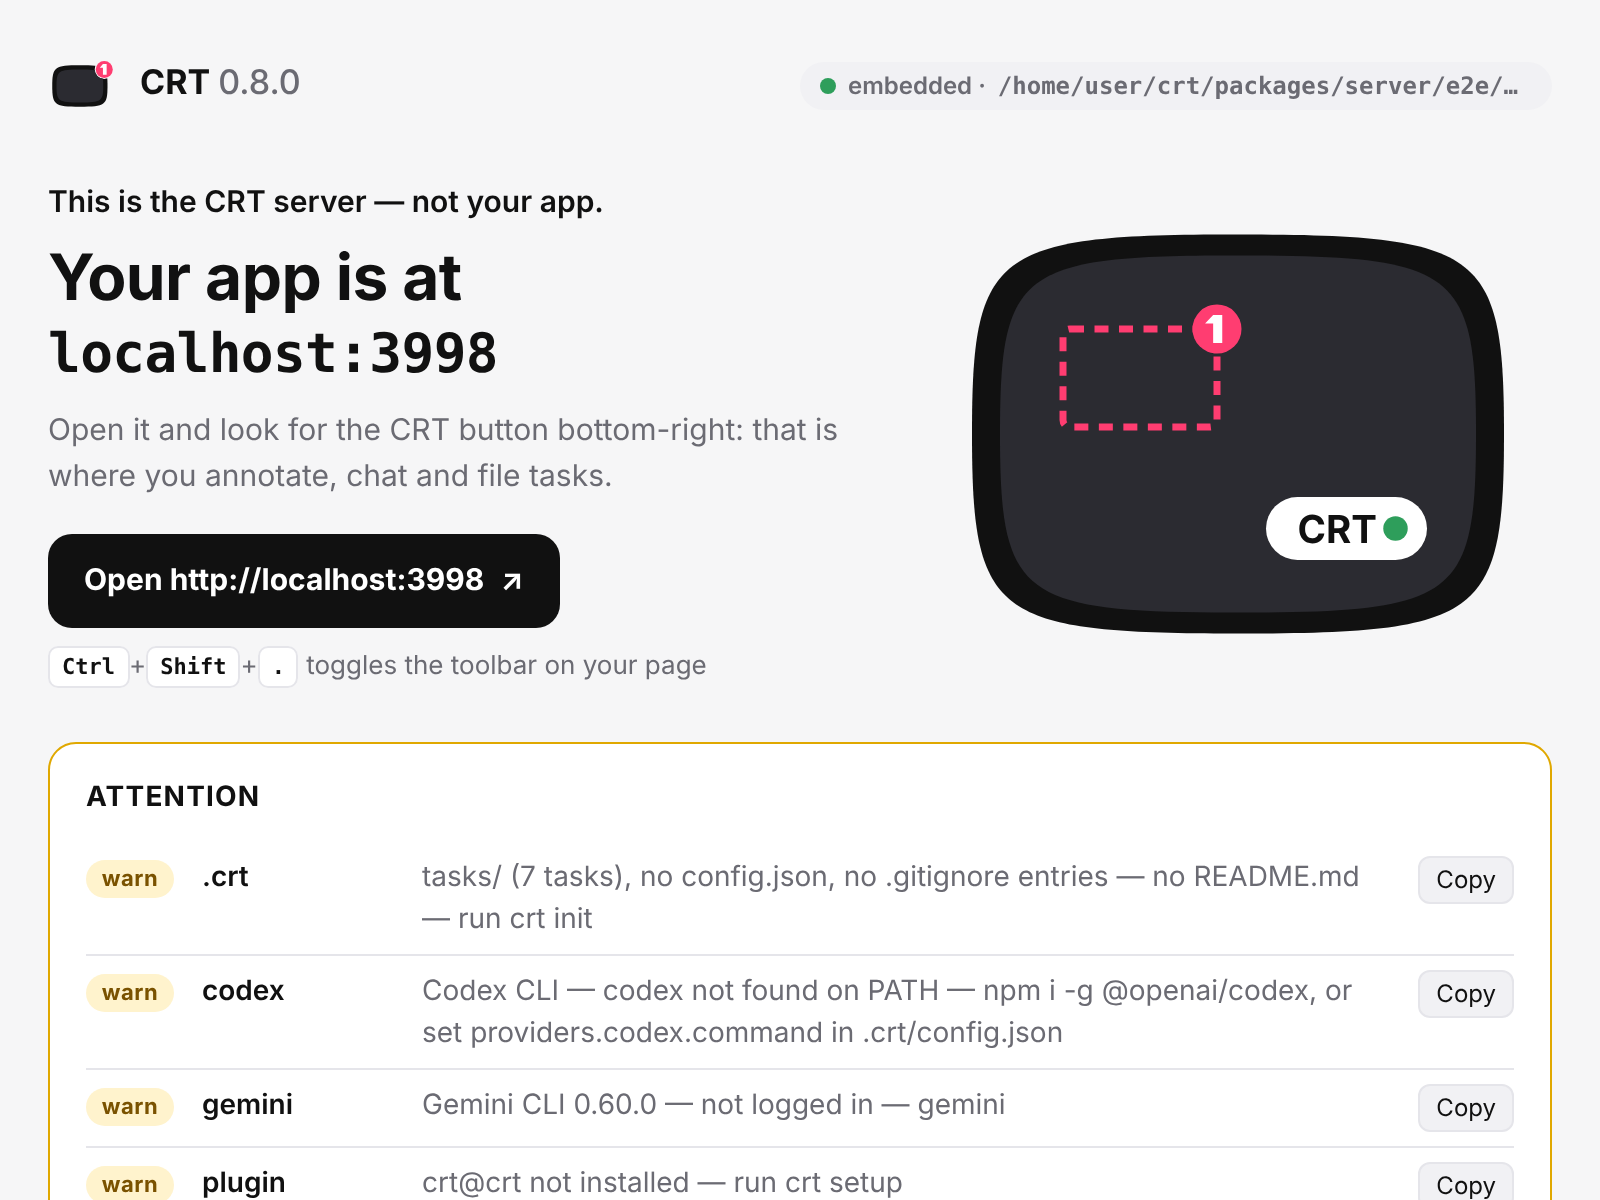 1
CRT 0.8.0
embedded · /home/user/crt/packages/server/e2e/…
This is the CRT server — not your app.
Your app is at
localhost:3998
Open it and look for the CRT button bottom-right: that is
where you annotate, chat and file tasks.
Open http://localhost:3998 ↗
Ctrl + Shift + . toggles the toolbar on your page
1
CRT
ATTENTION
warn .crt tasks/ (7 tasks), no config.json, no .gitignore entries — no README.md Copy
— run crt init
warn codex Codex CLI — codex not found on PATH — npm i -g @openai/codex, or Copy
set providers.codex.command in .crt/config.json
warn gemini Gemini CLI 0.60.0 — not logged in — gemini Copy
warn plugin crt@crt not installed — run crt setup Copy